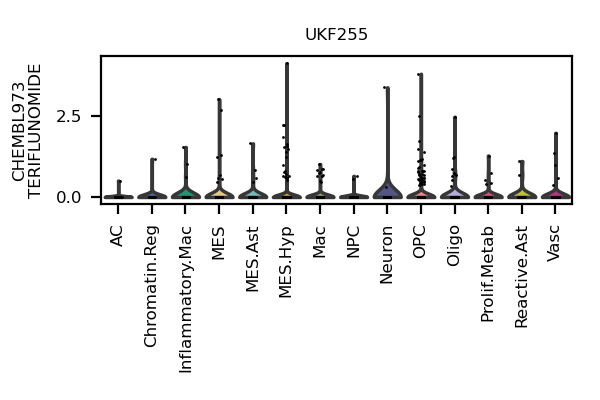 UKF255
CHEMBL973
TERIFLUNOMIDE
2.5
0.0
AC
Chromatin.Reg
Inflammatory.Mac
MES
MES.Ast
MES.Hyp
Mac
NPC
Neuron
OPC
Oligo
Prolif.Metab
Reactive.Ast
Vasc